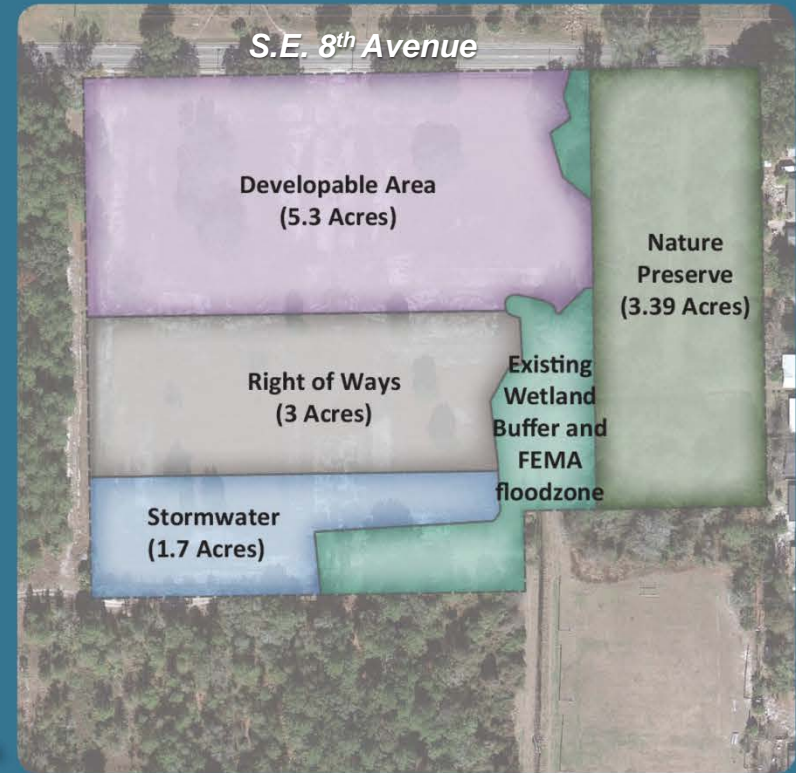 S.E. 8th Avenue
Developable Area
(5.3 Acres)
Nature
Preserve
(3.39 Acres)
Right of Ways
(3 Acres)
Existing
Wetland
Buffer and
FEMA
floodzone
Stormwater
(1.7 Acres)